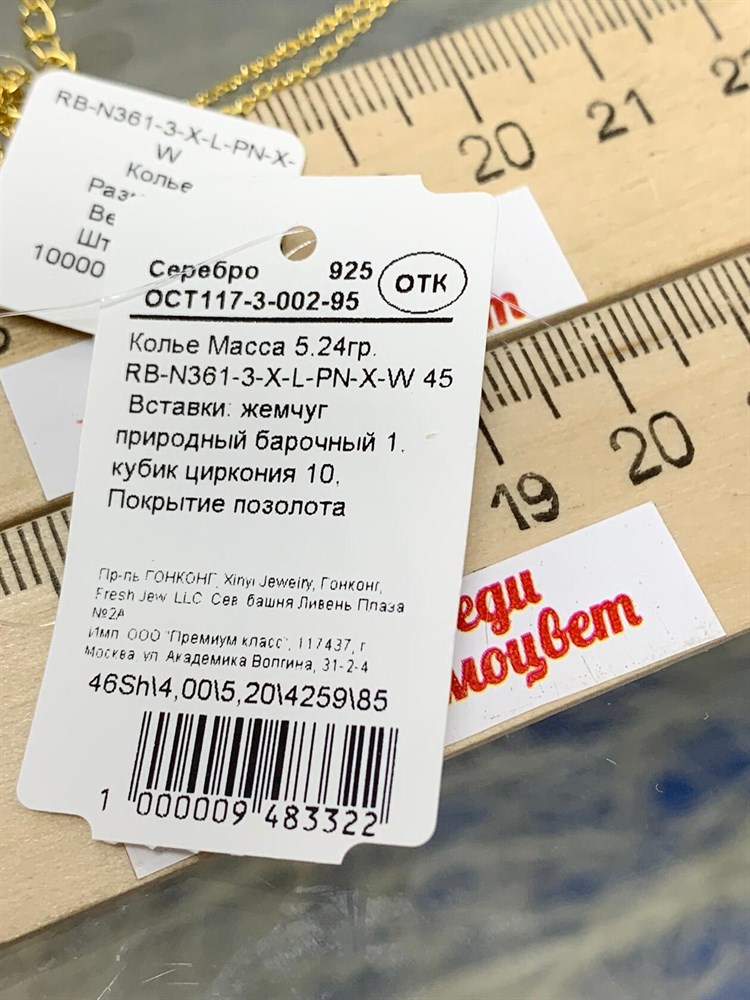 RB-N361-3-X-L-PN-X-
W
Колье
10000
Серебро 925 ОТК
ОСТ117-3-002-95
Колье Масса 5.24гр.
RB-N361-3-X-L-PN-X-W 45
Вставки: жемчуг
природный барочный 1,
кубик циркония 10,
Покрытие позолота
Пр-ль ГОНКОНГ, Xinyi Jewelry, Гонконг,
Fresh Jew LLC Сев башня Ливень Плаза
№2А
Имп. ООО "Премиум класс", 117437, г
Москва ул Академика Волгина, 31-2-4
46Sh\4,00\5,20\4259\85
1 000009 483322
20 21
19 20